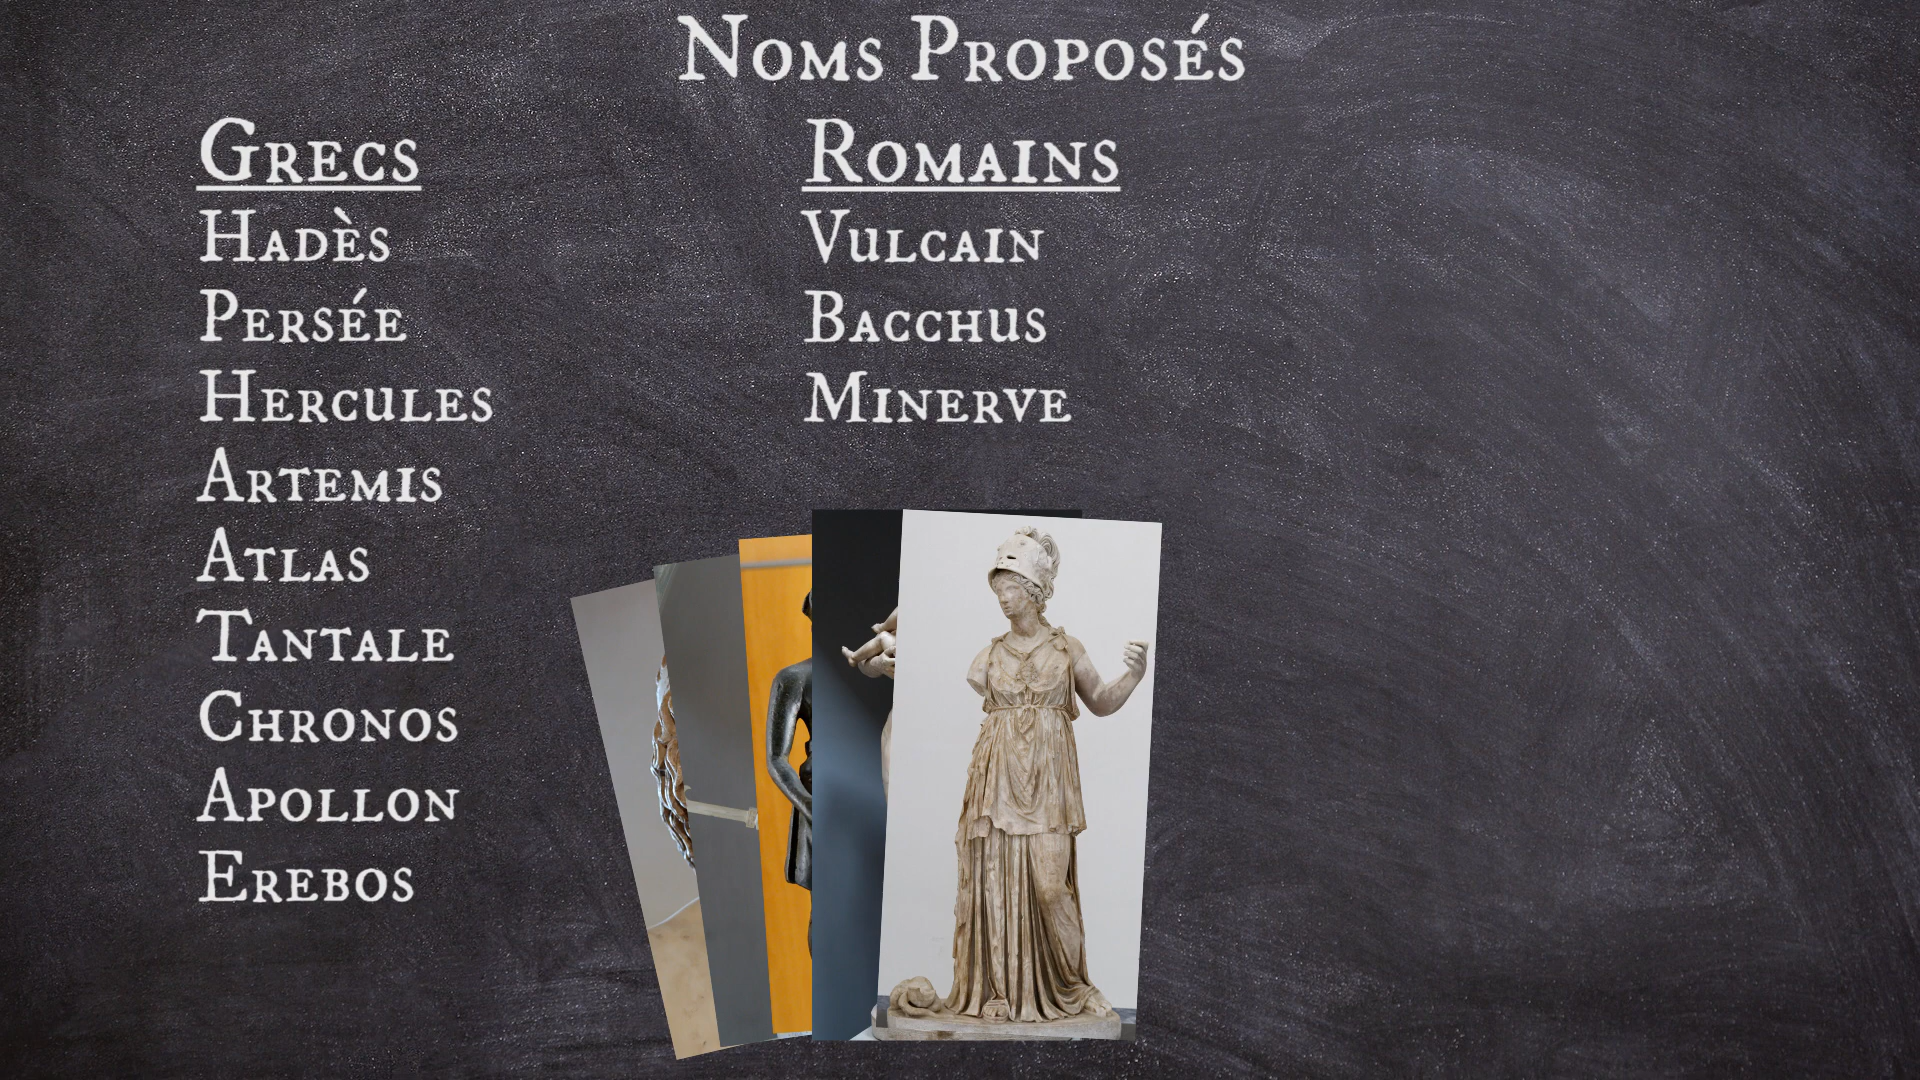 Noms Proposés
Grecs
Hadès
Persée
Hercules
Artemis
Atlas
Tantale
Chronos
Apollon
Erebos
Romains
Vulcain
Bacchus
Minerve